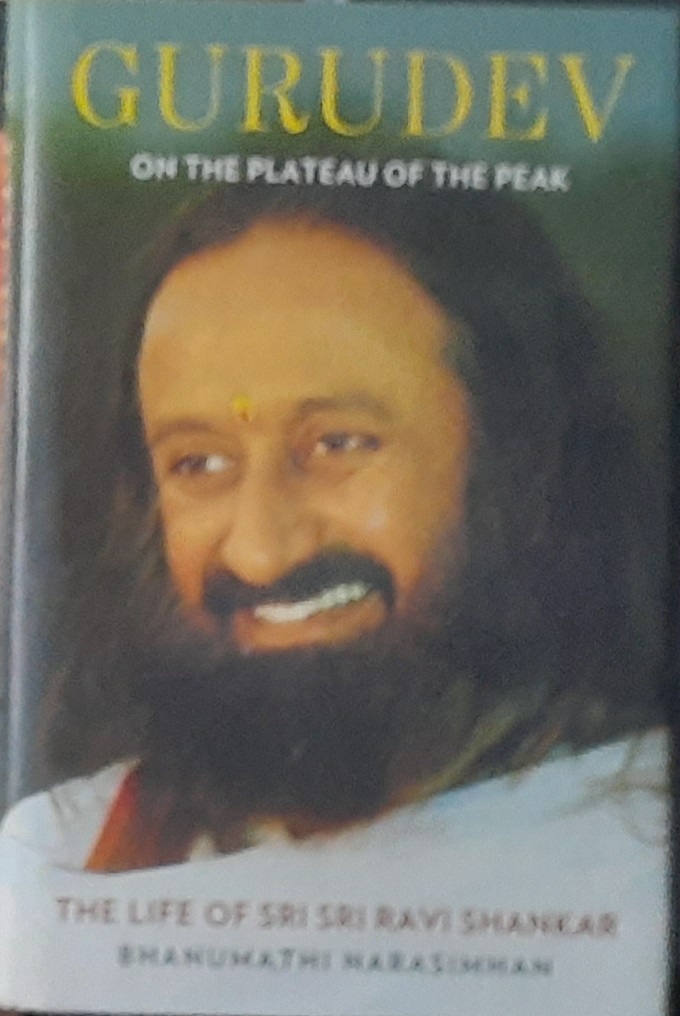 GURUDEV
ON THE PLATEAU OF THE PEAK
THE LIFE OF SRI SRI RAVI SHANKAR
BHANUMATHI NARASIMHAN